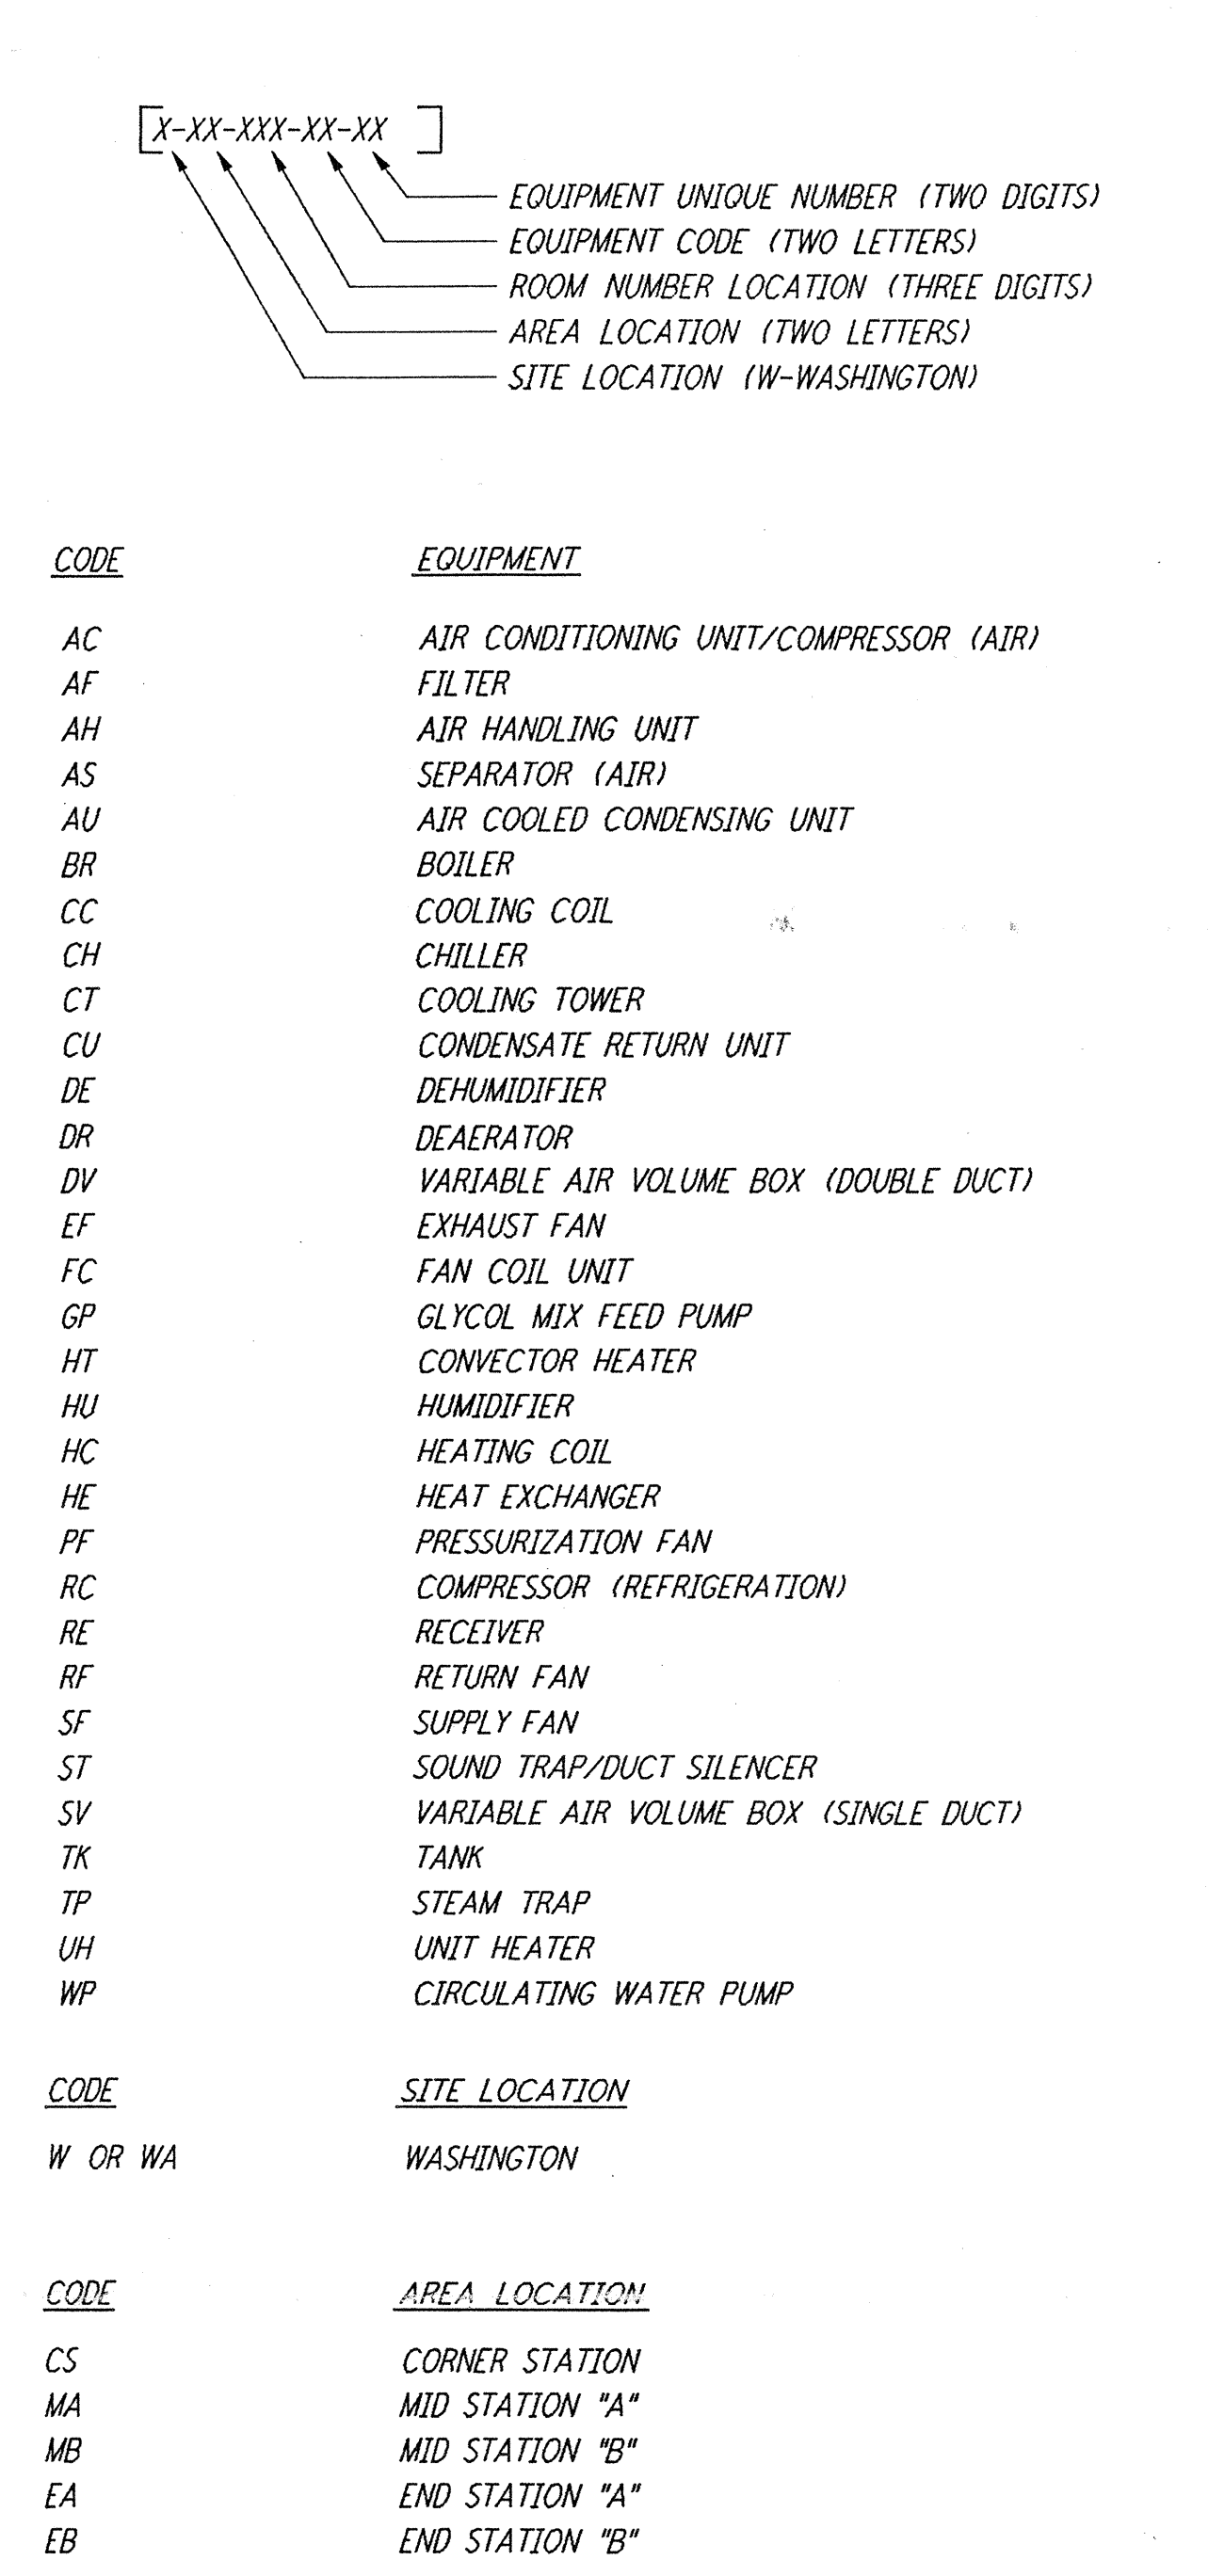 [X-XX-XXX-XX-XX ]
EQUIPMENT UNIQUE NUMBER (TWO DIGITS)
EQUIPMENT CODE (TWO LETTERS)
ROOM NUMBER LOCATION (THREE DIGITS)
AREA LOCATION (TWO LETTERS)
SITE LOCATION (W-WASHINGTON)
CODE EQUIPMENT
AC AIR CONDITIONING UNIT/COMPRESSOR (AIR)
AF FILTER
AH AIR HANDLING UNIT
AS SEPARATOR (AIR)
AU AIR COOLED CONDENSING UNIT
BR BOILER
CC COOLING COIL
CH CHILLER
CT COOLING TOWER
CU CONDENSATE RETURN UNIT
DE DEHUMIDIFIER
DR DEAERATOR
DV VARIABLE AIR VOLUME BOX (DOUBLE DUCT)
EF EXHAUST FAN
FC FAN COIL UNIT
GP GLYCOL MIX FEED PUMP
HT CONVECTOR HEATER
HU HUMIDIFIER
HC HEATING COIL
HE HEAT EXCHANGER
PF PRESSURIZATION FAN
RC COMPRESSOR (REFRIGERATION)
RE RECEIVER
RF RETURN FAN
SF SUPPLY FAN
ST SOUND TRAP/DUCT SILENCER
SV VARIABLE AIR VOLUME BOX (SINGLE DUCT)
TK TANK
TP STEAM TRAP
UH UNIT HEATER
WP CIRCULATING WATER PUMP
CODE SITE LOCATION
W OR WA WASHINGTON
CODE AREA LOCATION
CS CORNER STATION
MA MID STATION "A"
MB MID STATION "B"
EA END STATION "A"
EB END STATION "B"